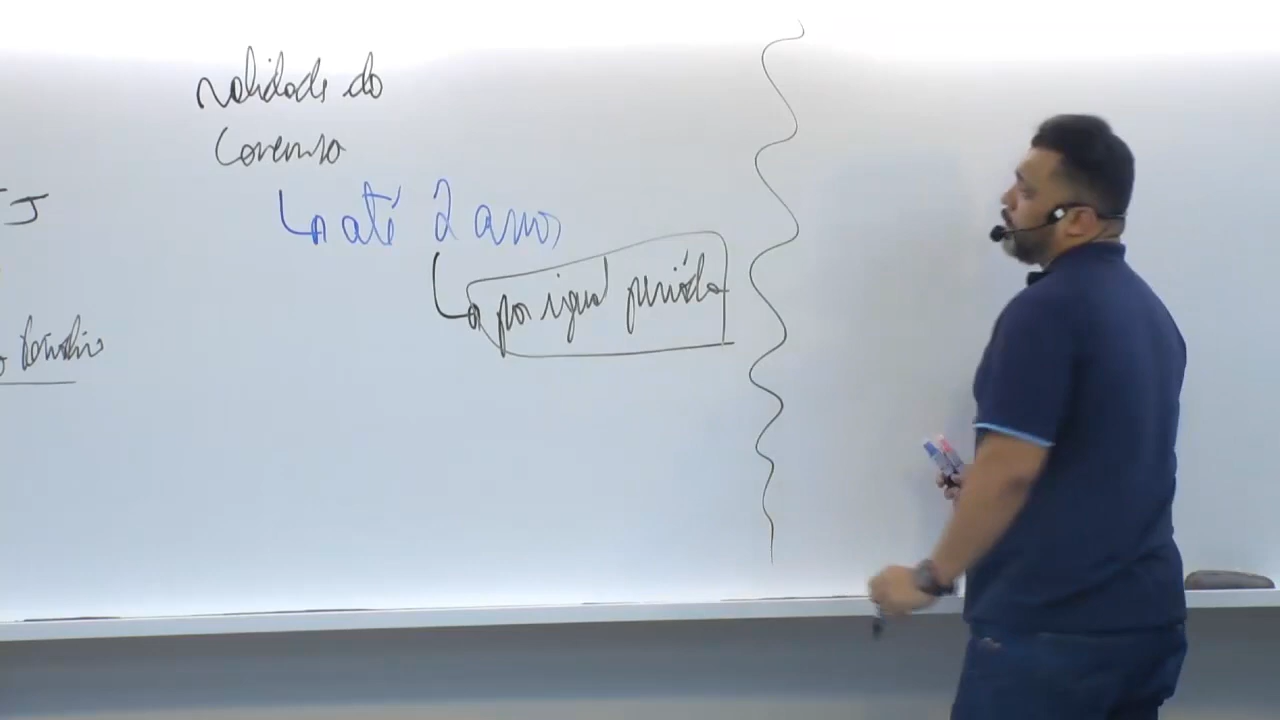 validade do
concurso
até 2 anos
J
por igual período